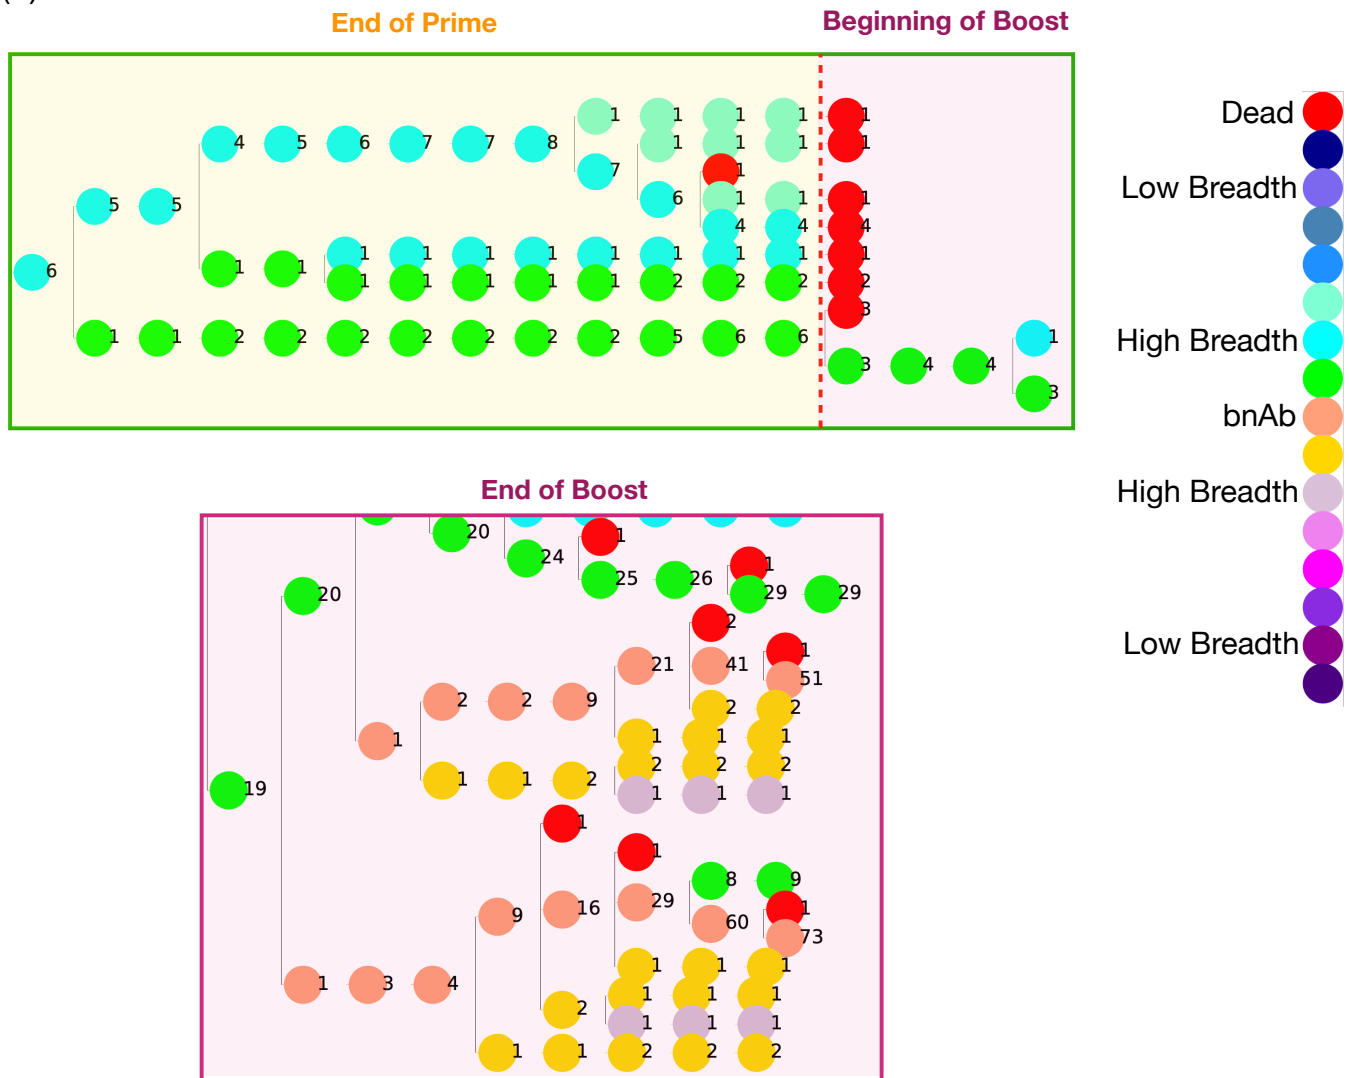 End of Prime
Beginning of Boost
1 1 1 1 1
4 5 6 7 7 8 1 1 1 1
7 1
5 5 6 1 1 1
4 4 4
1 1 1 1 1 1 1 1 1
6 1 1 1 1 1 1 1 2 2 2 2
3
1 1 2 2 2 2 2 2 2 5 6 6 1
3 4 4
3
Dead
Low Breadth
High Breadth
bnAb
High Breadth
Low Breadth
End of Boost
20 1
24 1
25 26
20 29 29
2
21 41 1
51
2 2 9 2 2
1 1 1 1
1 1 2 2 2 2
19 1 1 1
1
1
8 9
9 16 29 1
60 73
1 1 1
1 3 4 1 1 1
2 1 1 1
1 1 2 2 2